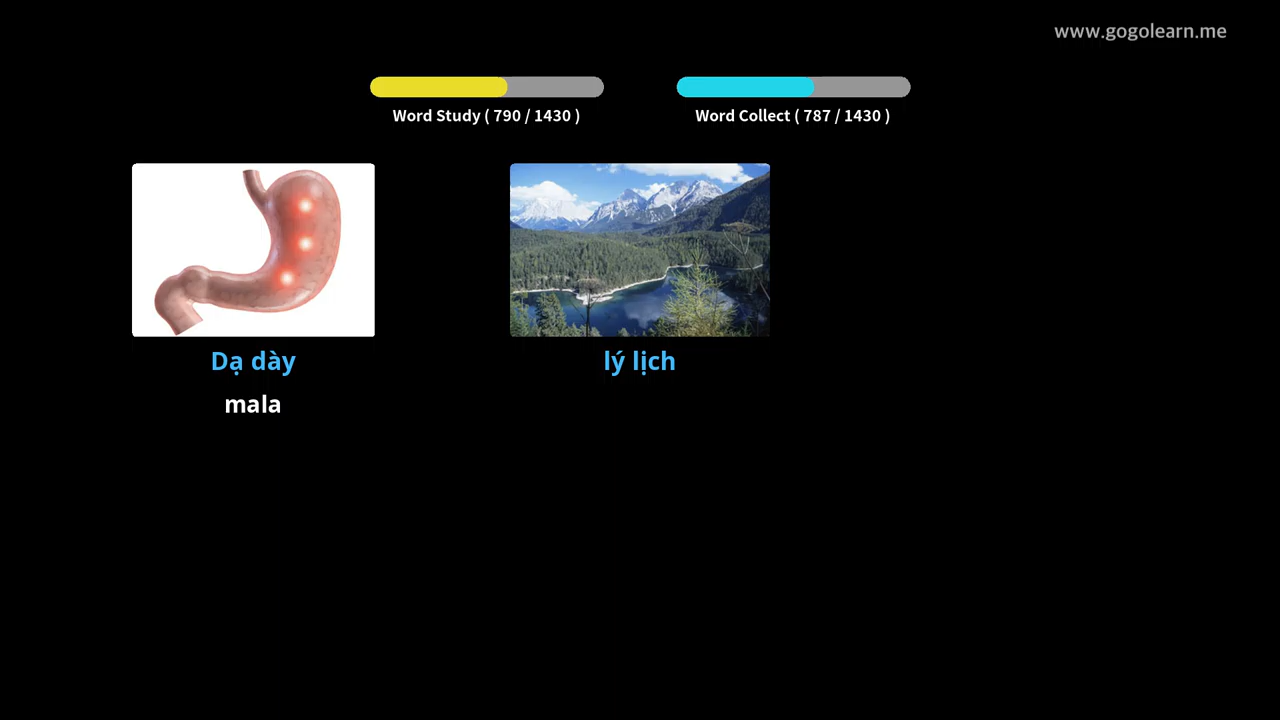 www.gogolearn.me
Word Study ( 790 / 1430 )
Word Collect ( 787 / 1430 )
Dạ dày
lý lịch
mala